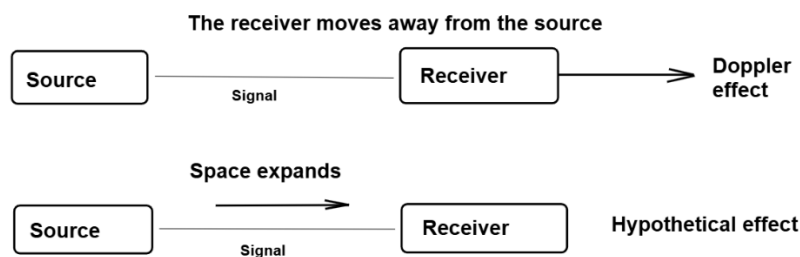 The receiver moves away from the source
Source
Signal
Receiver
Doppler
effect
Space expands
Source
Signal
Receiver
Hypothetical effect